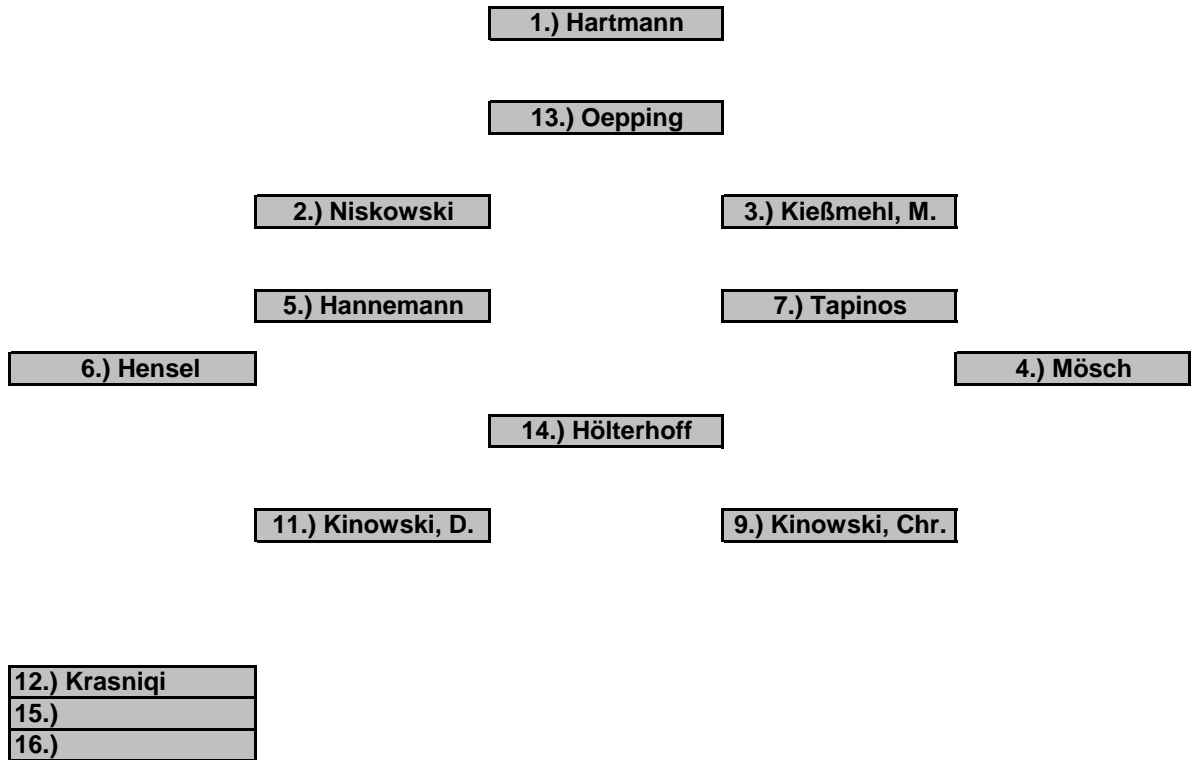 1.) Hartmann
13.) Oepping
2.) Niskowski
3.) Kießmehl, M.
5.) Hannemann
7.) Tapinos
6.) Hensel
4.) Mösch
14.) Hölterhoff
11.) Kinowski, D.
9.) Kinowski, Chr.
12.) Krasniqi
15.)
16.)